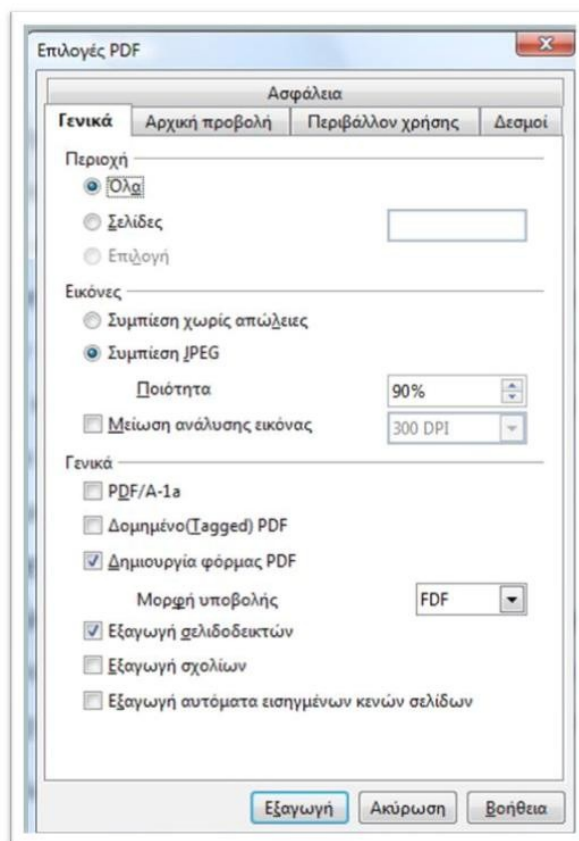 Επιλογές PDF
Ασφάλεια
Γενικά Αρχική προβολή Περιβάλλον χρήσης Δεσμοί
Περιοχή
Όλα
Σελίδες
Επιλογή
Εικόνες
Συμπίεση χωρίς απώλειες
Συμπίεση JPEG
Ποιότητα 90%
Μείωση ανάλυσης εικόνας 300 DPI
Γενικά
PDF/A-1a
Δομημένο(Tagged) PDF
Δημιουργία φόρμας PDF
Μορφή υποβολής FDF
Εξαγωγή σελιδοδεικτών
Εξαγωγή σχολίων
Εξαγωγή αυτόματα εισηγμένων κενών σελίδων
Εξαγωγή Ακύρωση Βοήθεια